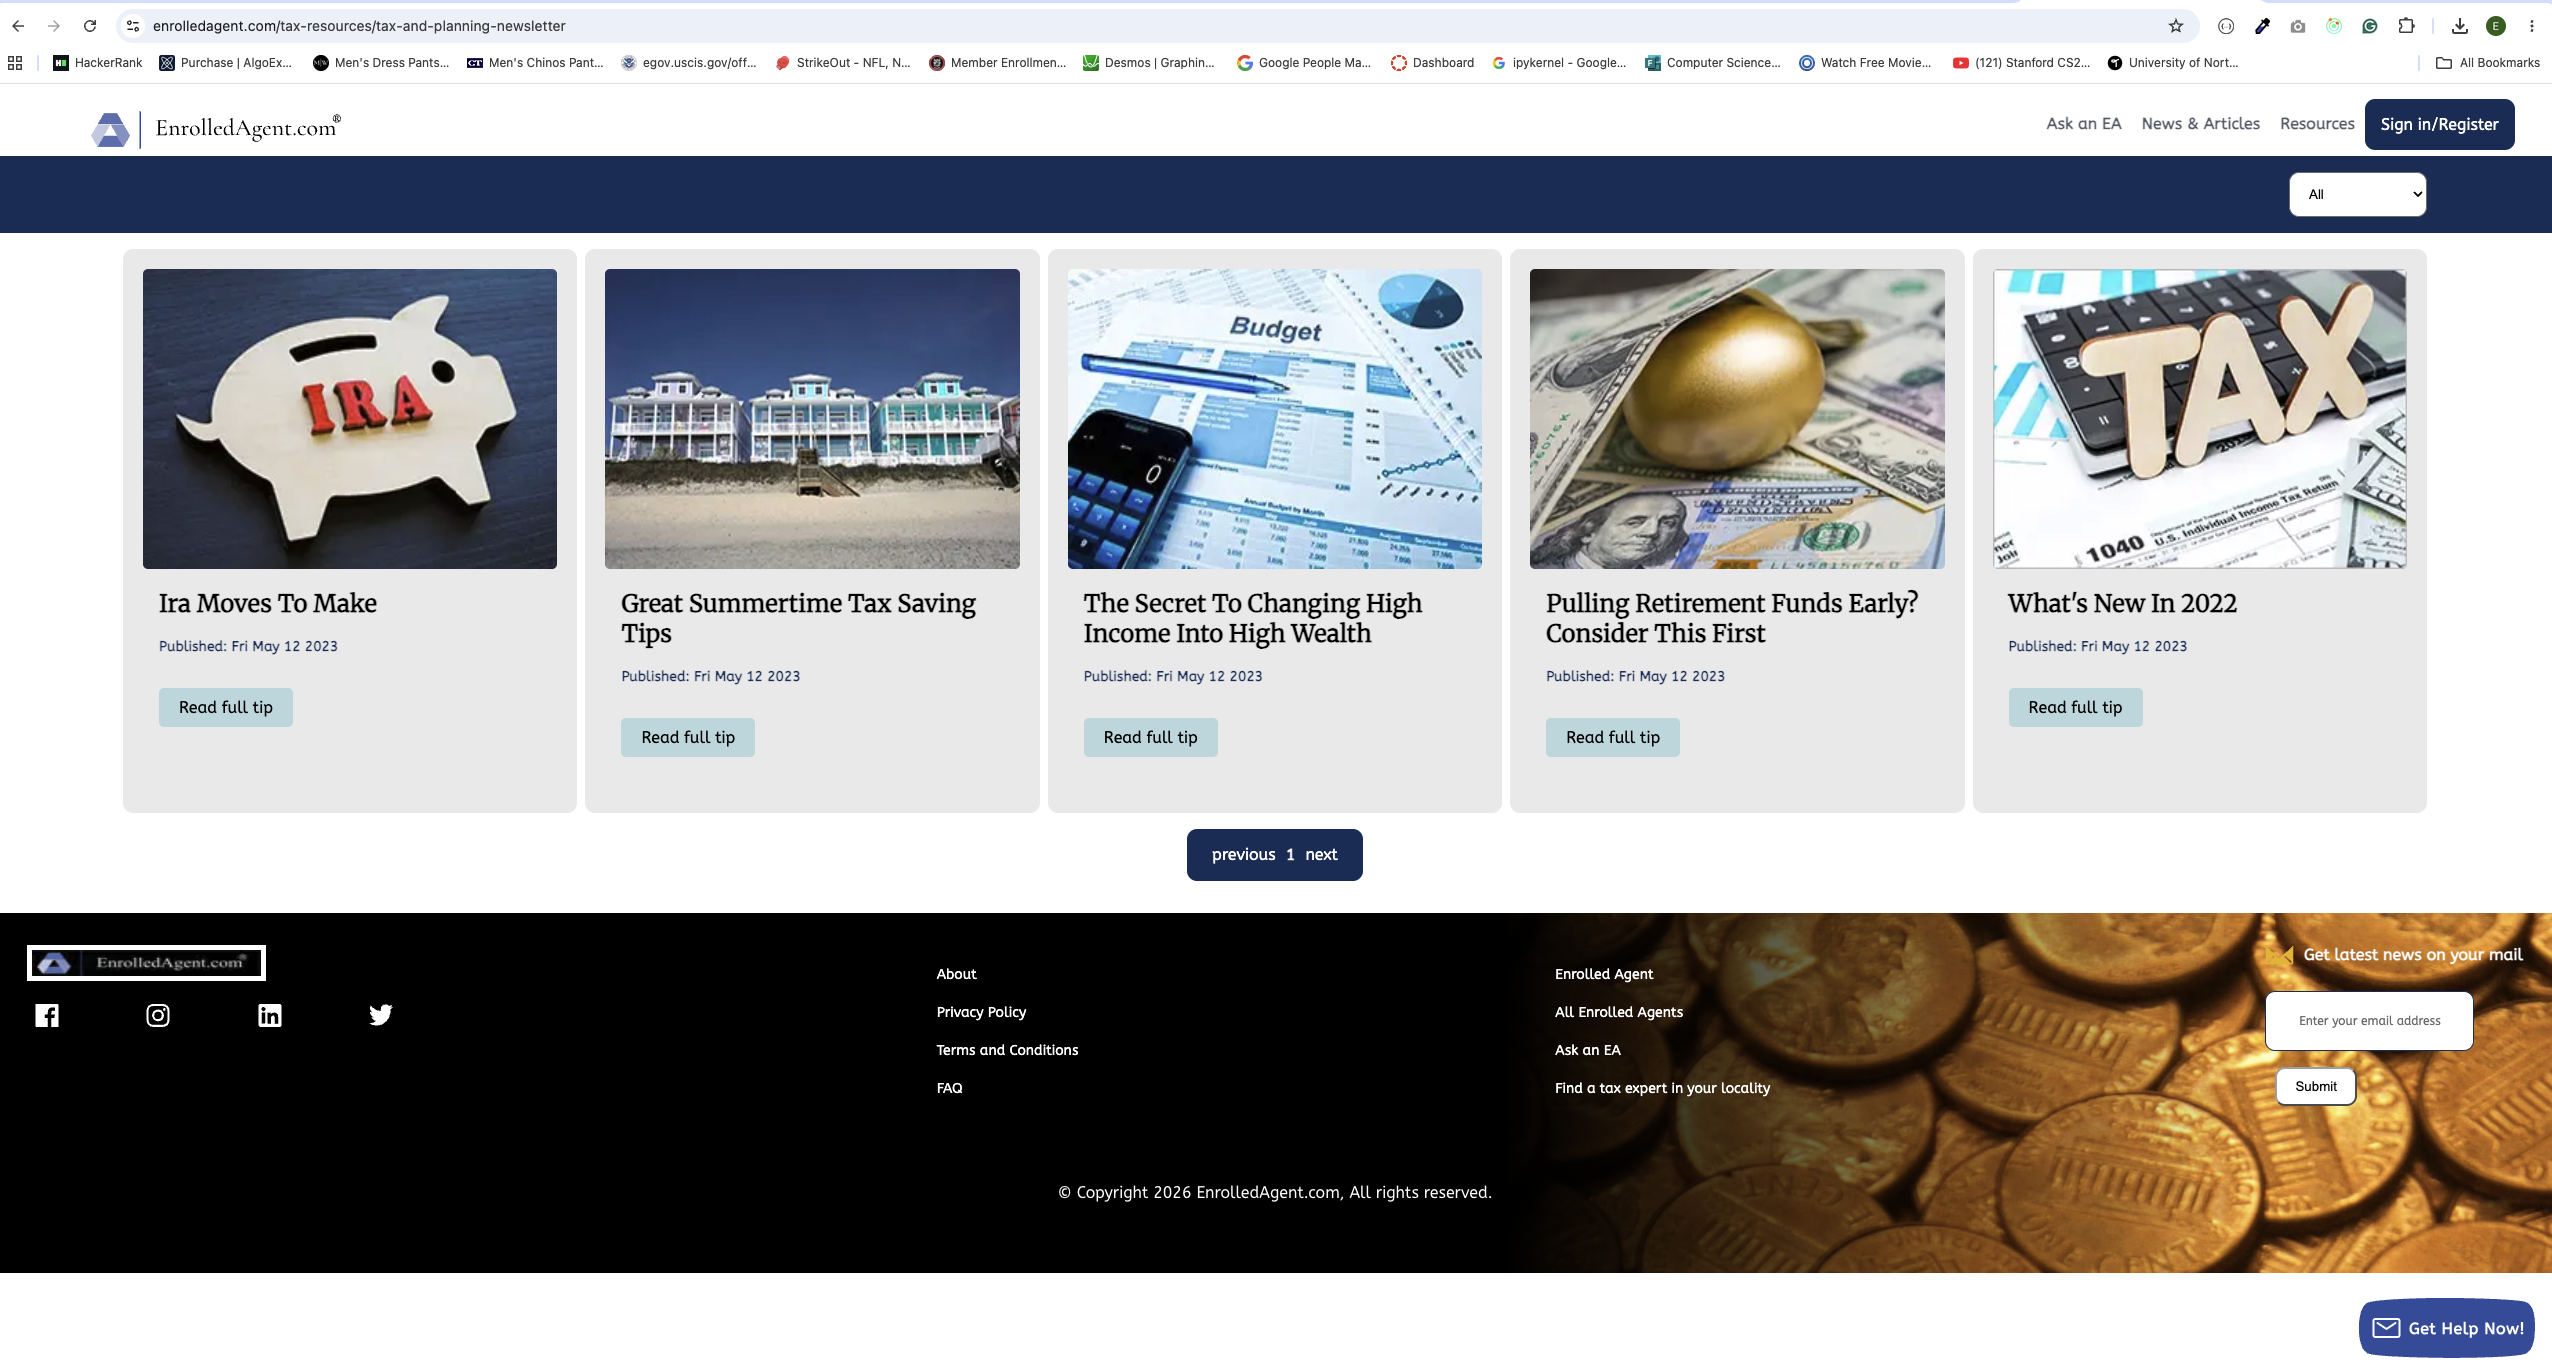 enrolledagent.com/tax-resources/tax-and-planning-newsletter
E
HackerRank
Purchase | AlgoEx...
Men's Dress Pants...
Men's Chinos Pant...
egov.uscis.gov/off...
StrikeOut - NFL, N...
Member Enrollmen...
Desmos | Graphin...
Google People Ma...
Dashboard
ipykernel - Google...
Computer Science...
Watch Free Movie...
(121) Stanford CS2...
University of Nort...
All Bookmarks
EnrolledAgent.com®
Ask an EA
News & Articles
Resources
Sign in/Register
All
IRA
Ira Moves To Make
Published: Fri May 12 2023
Read full tip
Great Summertime Tax Saving
Tips
Published: Fri May 12 2023
Read full tip
Budget
0
Annual Budget by Month
The Secret To Changing High
Income Into High Wealth
Published: Fri May 12 2023
Read full tip
Pulling Retirement Funds Early?
Consider This First
Published: Fri May 12 2023
Read full tip
TAX
1040 U.S. Individual Income Tax Return
What's New In 2022
Published: Fri May 12 2023
Read full tip
previous 1 next
EnrolledAgent.com®
About
Privacy Policy
Terms and Conditions
FAQ
Enrolled Agent
All Enrolled Agents
Ask an EA
Find a tax expert in your locality
Get latest news on your mail
Enter your email address
Submit
© Copyright 2026 EnrolledAgent.com, All rights reserved.
Get Help Now!